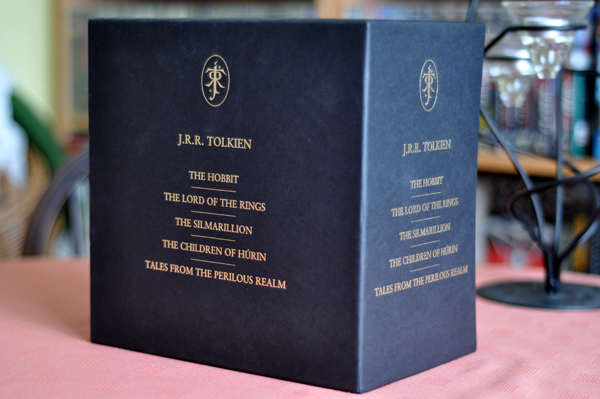 J.R.R. TOLKIEN
THE HOBBIT
THE LORD OF THE RINGS
THE SILMARILLION
THE CHILDREN OF HÚRIN
TALES FROM THE PERILOUS REALM
J.R.R. TOLKIEN
THE HOBBIT
THE LORD OF THE RINGS
THE SILMARILLION
THE CHILDREN OF HÚRIN
TALES FROM THE PERILOUS REALM